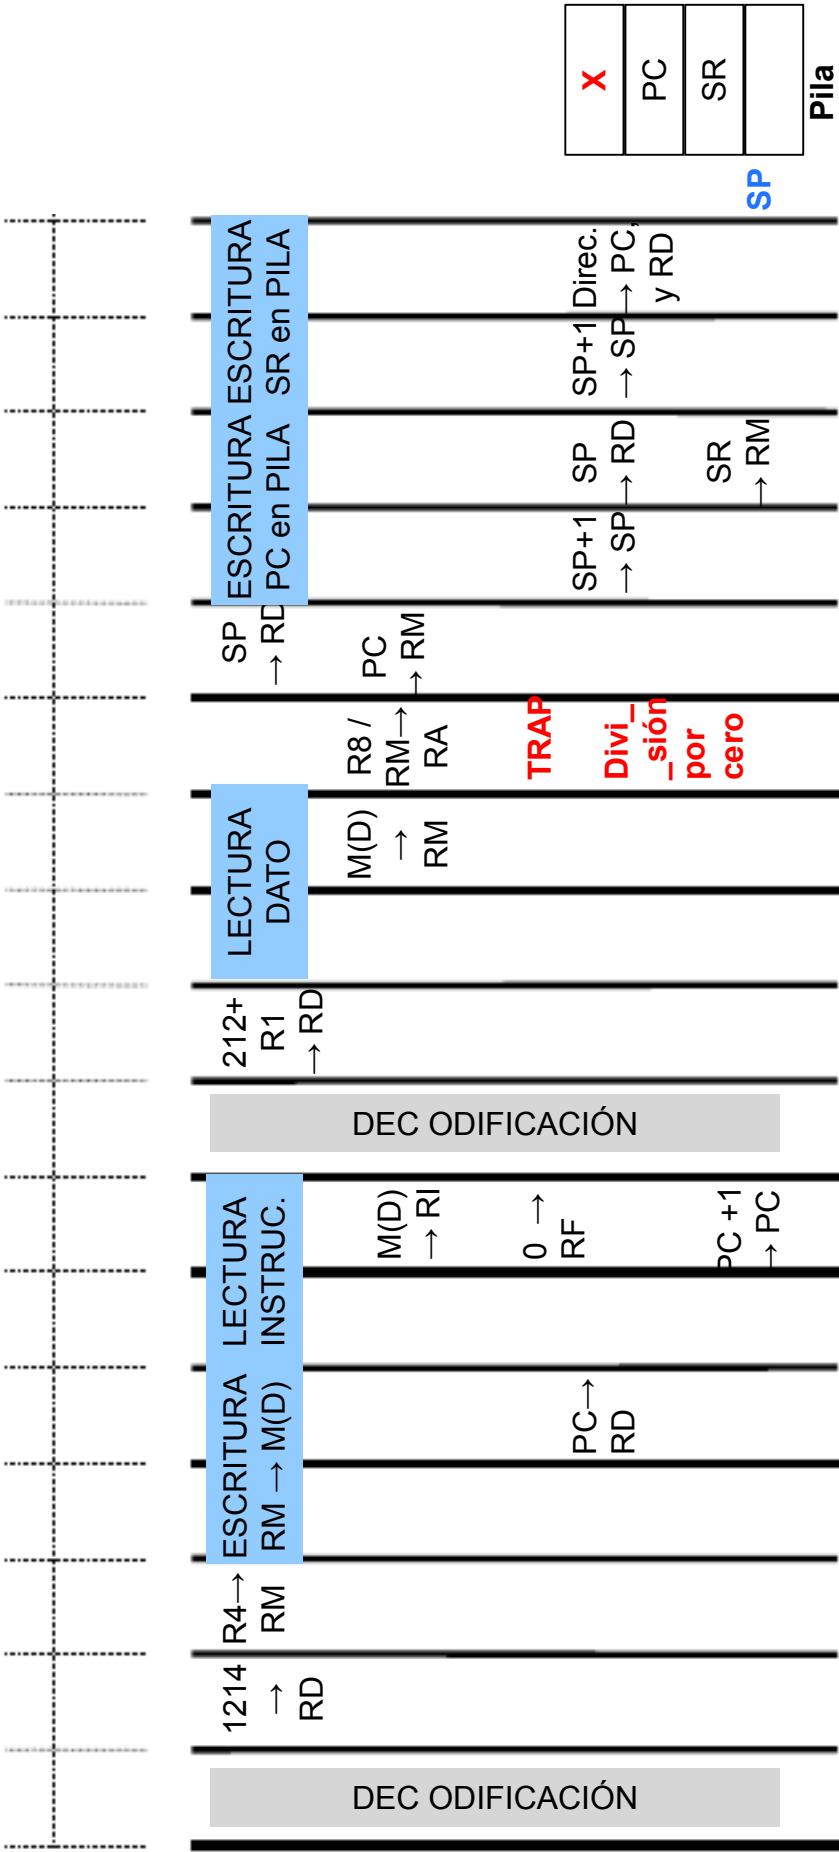 DEC ODIFICACIÓN
1214
→
RD
R4→
RM
ESCRITURA
RM → M(D)
PC→
RD
LECTURA
INSTRUC.
M(D)
→ RI
0 →
RF
PC +1
→ PC
DEC ODIFICACIÓN
212+
R1
→ RD
LECTURA
DATO
M(D)
→
RM
R8 /
RM→
RA
TRAP
Divi_
_sión
por
cero
SP
→ RD
PC
→ RM
ESCRITURA
PC en PILA
SP+1
→ SP
SP
→ RD
SR
→ RM
ESCRITURA
SR en PILA
SP+1
→ SP
Direc.
→ PC,
y RD
X
PC
SR
SP
Pila